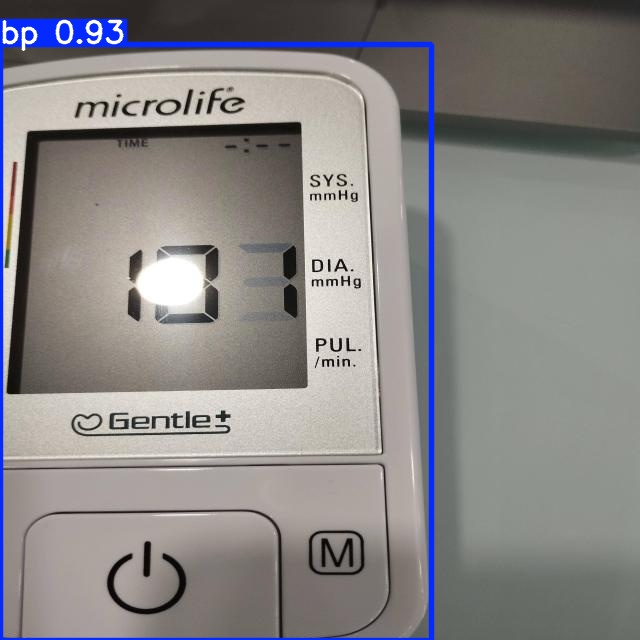 bp 0.93
microlife®
TIME -:--
SYS.
mmHg
DIA.
mmHg
PUL.
/min.
Gentle+
M